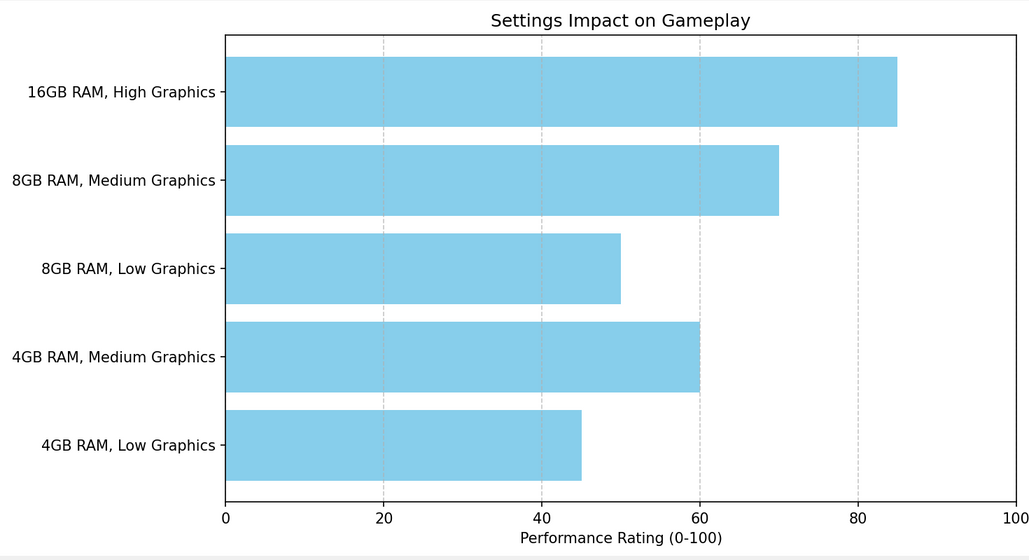 Settings Impact on Gameplay
16GB RAM, High Graphics
8GB RAM, Medium Graphics
8GB RAM, Low Graphics
4GB RAM, Medium Graphics
4GB RAM, Low Graphics
0 20 40 60 80 100
Performance Rating (0-100)